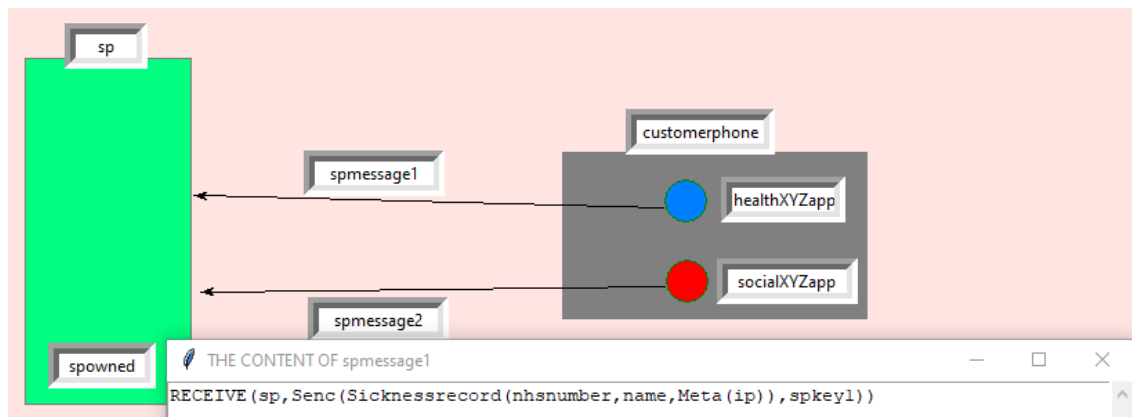 sp
customerphone
spmessage1
healthXYZapp
socialXYZapp
spmessage2
spowned
THE CONTENT OF spmessage1
RECEIVE(sp,Senc(Sicknessrecord(nhsnumber,name,Meta(ip)),spkey1))